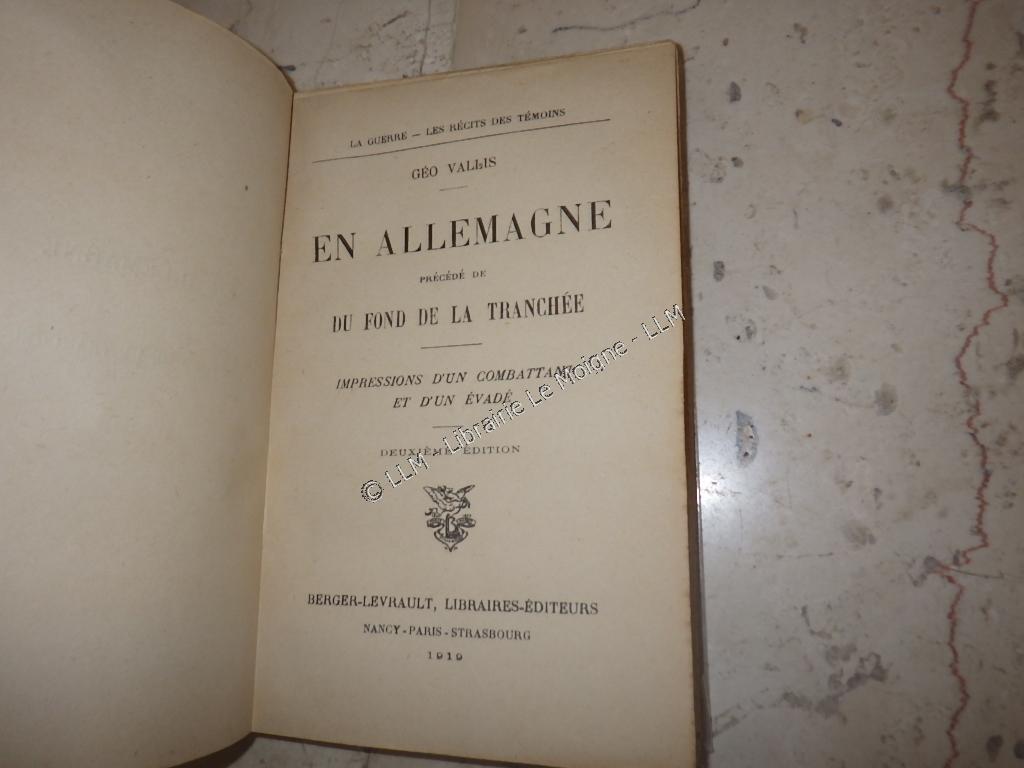 LA GUERRE — LES RÉCITS DES TÉMOINS
GÉO VALLIS
EN ALLEMAGNE
PRÉCÉDÉ DE
DU FOND DE LA TRANCHÉE
IMPRESSIONS D'UN COMBATTANT
ET D'UN ÉVADÉ
DEUXIÈME ÉDITION
BERGER-LEVRAULT, LIBRAIRES-ÉDITEURS
NANCY-PARIS-STRASBOURG
1919
© LLM - Librairie Le Moigne - LLM